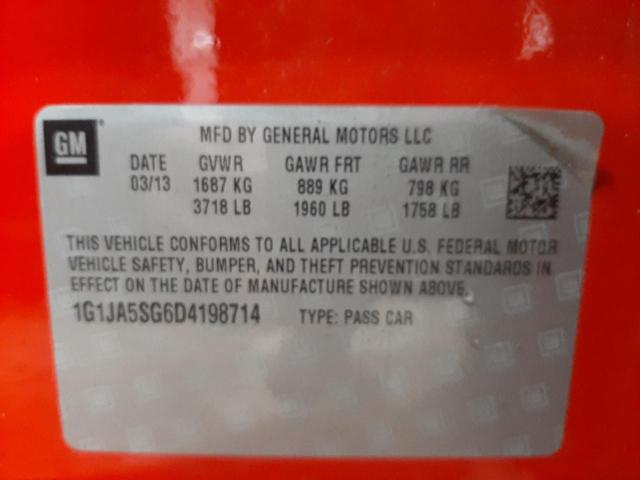 GM
MFD BY GENERAL MOTORS LLC
DATE GVWR GAWR FRT GAWR RR
03/13 1687 KG 889 KG 798 KG
3718 LB 1960 LB 1758 LB
THIS VEHICLE CONFORMS TO ALL APPLICABLE U.S. FEDERAL MOTOR
VEHICLE SAFETY, BUMPER, AND THEFT PREVENTION STANDARDS IN
EFFECT ON THE DATE OF MANUFACTURE SHOWN ABOVE.
1G1JA5SG6D4198714 TYPE: PASS CAR